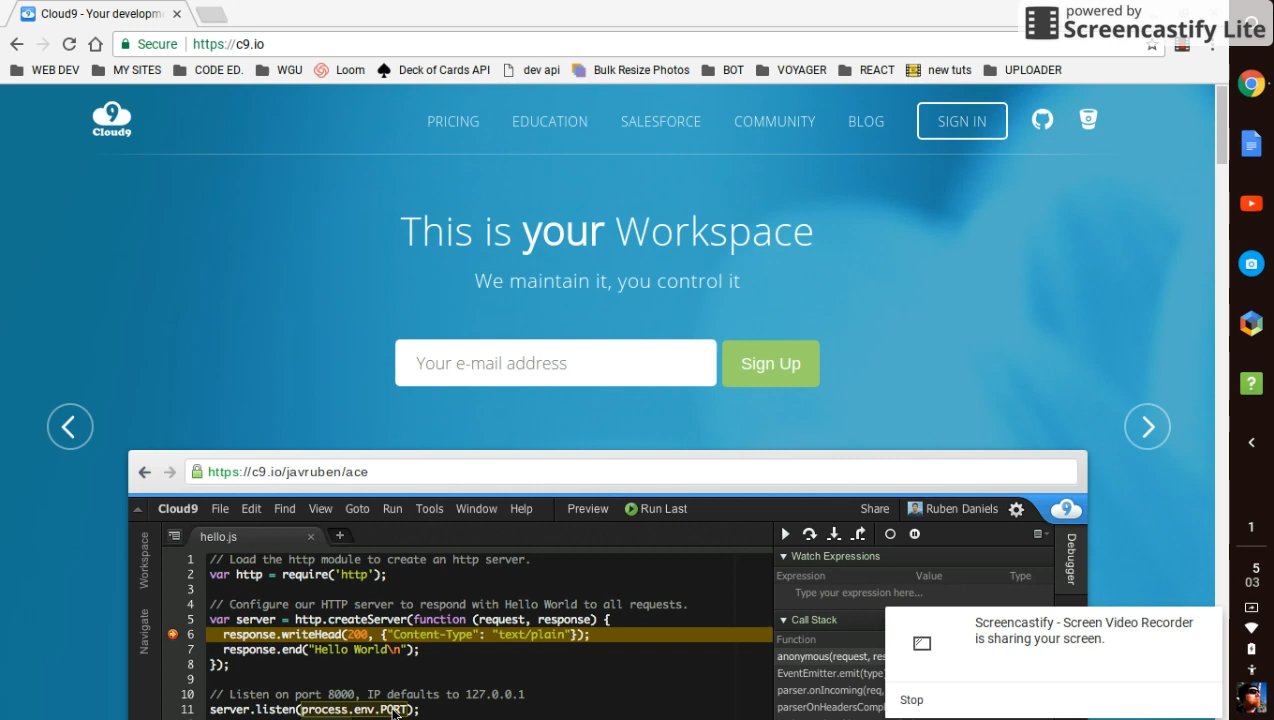 Cloud9 - Your developm
powered by
Screencastify Lite
Secure https://c9.io
WEB DEV MY SITES CODE ED. WGU Loom Deck of Cards API dev api Bulk Resize Photos BOT VOYAGER REACT new tuts UPLOADER
9
Cloud9
PRICING EDUCATION SALESFORCE COMMUNITY BLOG SIGN IN
This is your Workspace
We maintain it, you control it
Your e-mail address Sign Up
https://c9.io/javruben/ace
Cloud9 File Edit Find View Goto Run Tools Window Help Preview Run Last Share Ruben Daniels
hello.js
Workspace
Navigate
1 // Load the http module to create an http server.
2 var http = require('http');
3
4 // Configure our HTTP server to respond with Hello World to all requests.
5 var server = http.createServer(function (request, response) {
6 response.writeHead(200, {"Content-Type": "text/plain"});
7 response.end("Hello World\n");
8 });
9
10 // Listen on port 8000, IP defaults to 127.0.0.1
11 server.listen(process.env.PORT);
Debugger
Watch Expressions
Expression Value Type
Type your expression here...
Call Stack
Function
anonymous(request, res
EventEmitter.emit(type)
parser.onIncoming(req,
parserOnHeadersCompl
Screencastify - Screen Video Recorder
is sharing your screen.
Stop
1
5
03